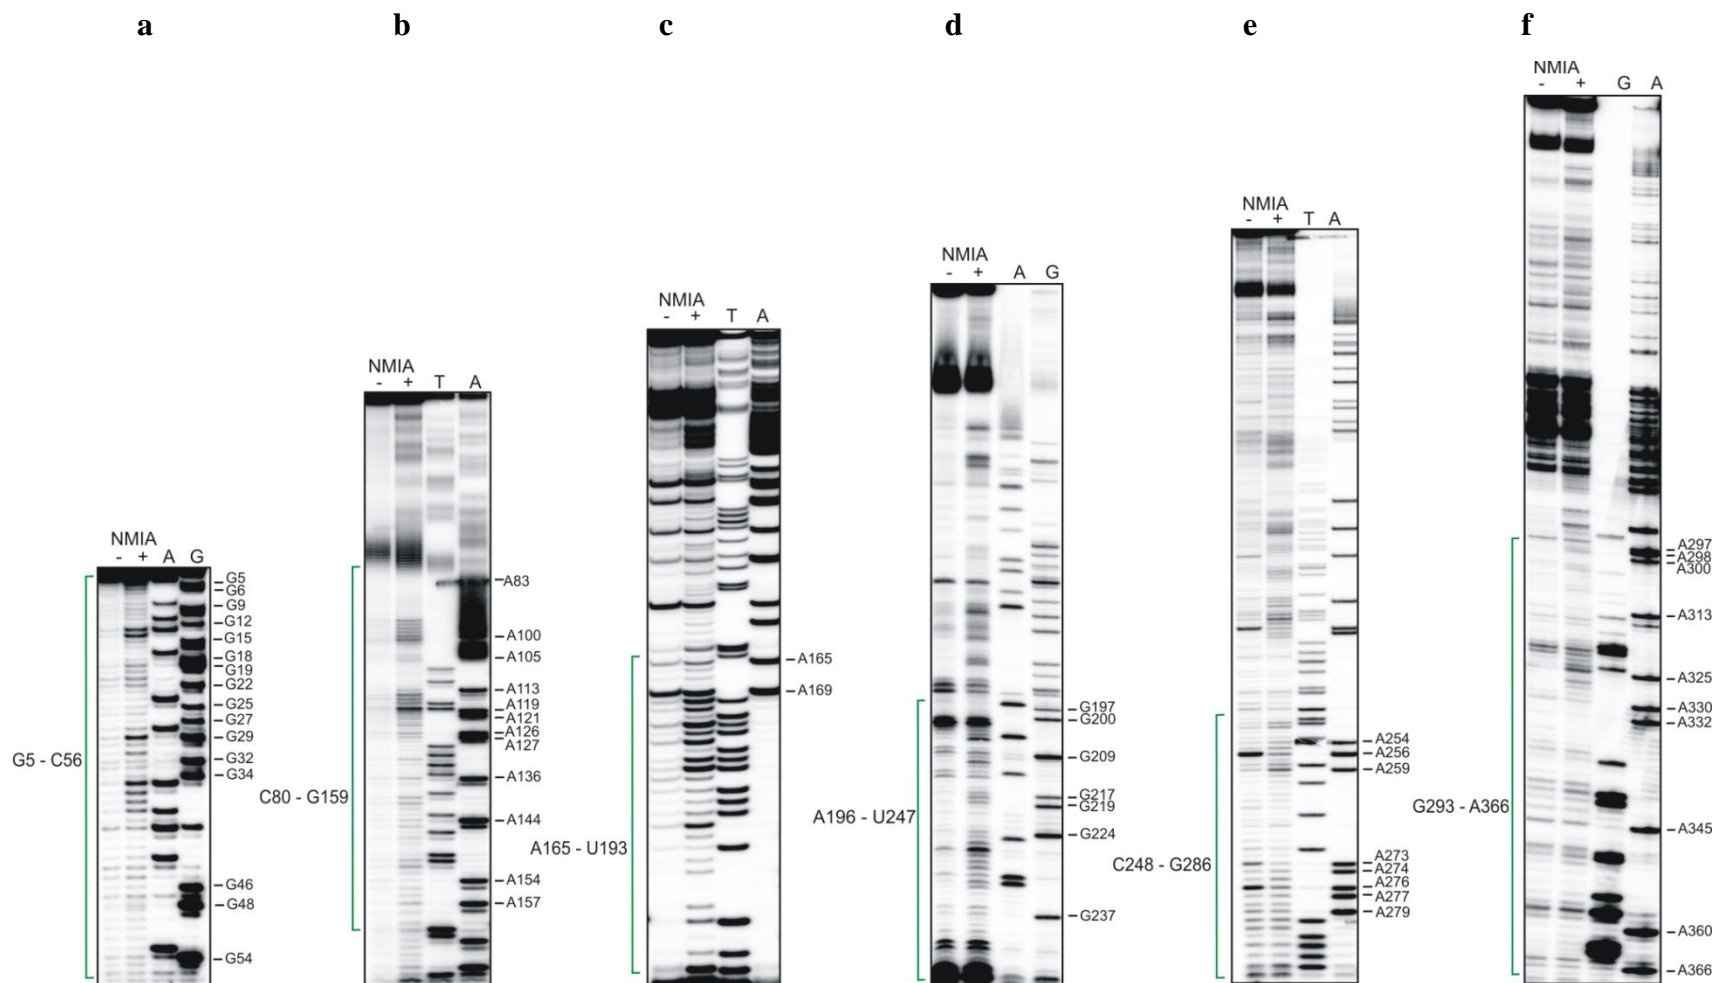 a b c d e f
NMIA
- + A G
G5
G6
G9
G12
G15
G18
G19
G22
G25
G27
G29
G32
G34
G46
G48
G54
G5 - C56
NMIA
- + T A
A83
A100
A105
A113
A119
A121
A126
A127
A136
A144
A154
A157
C80 - G159
NMIA
- + T A
A165
A169
A165 - U193
NMIA
- + A G
G197
G200
G209
G217
G219
G224
G237
A196 - U247
NMIA
- + T A
A254
A256
A259
A273
A274
A276
A277
A279
C248 - G286
NMIA
- + G A
A297
A298
A300
A313
A325
A330
A332
A345
A360
A366
G293 - A366